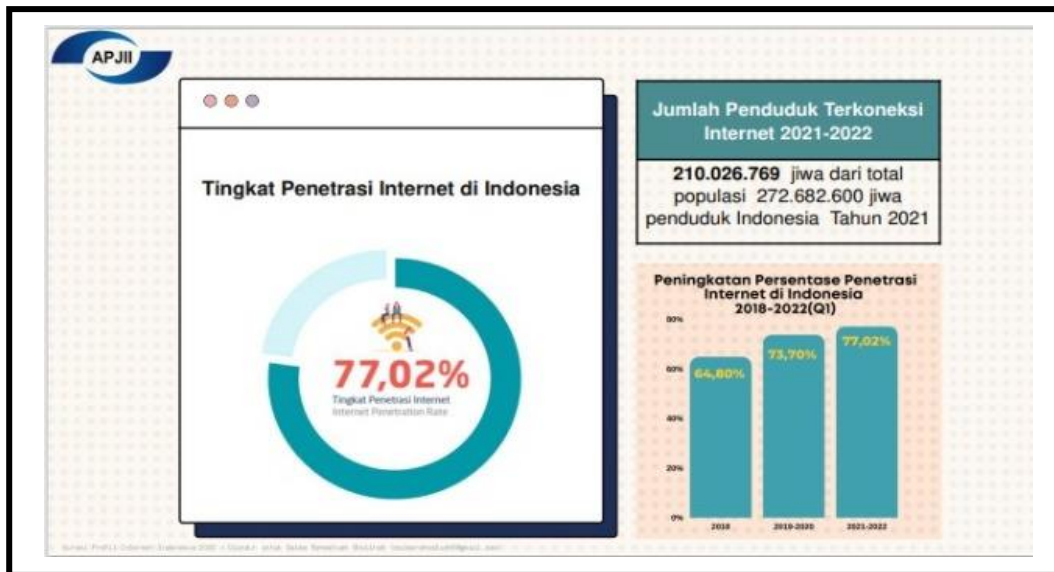 APJII
Tingkat Penetrasi Internet di Indonesia
77,02%
Tingkat Penetrasi Internet
Internet Penetration Rate
Jumlah Penduduk Terkoneksi
Internet 2021-2022
210.026.769 jiwa dari total
populasi 272.682.600 jiwa
penduduk Indonesia Tahun 2021
Peningkatan Persentase Penetrasi
Internet di Indonesia
2018-2022(Q1)
80%
60%
40%
20%
0%
64,80%
73,70%
77,02%
2018
2019-2020
2021-2022